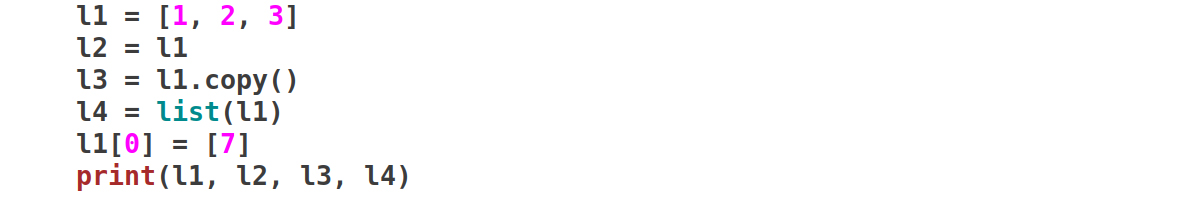 l1 = [1, 2, 3]
l2 = l1
l3 = l1.copy()
l4 = list(l1)
l1[0] = [7]
print(l1, l2, l3, l4)